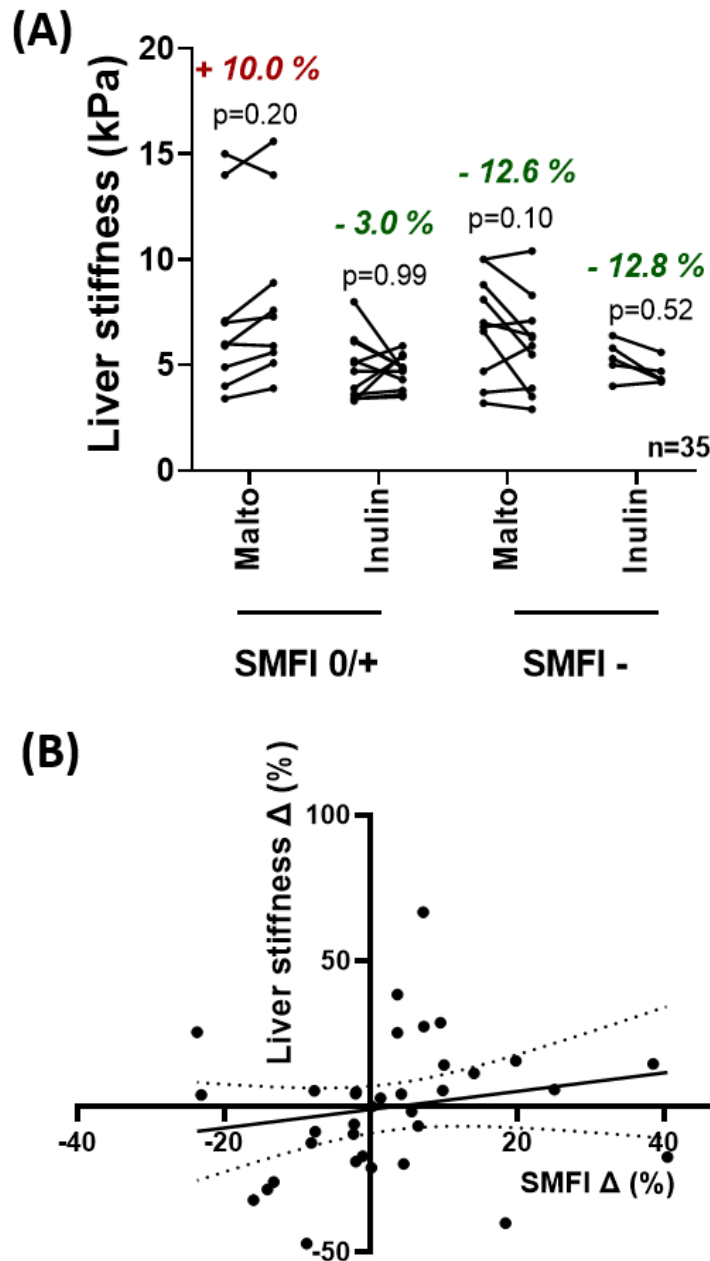 (A)
Liver stiffness (kPa)
20
15
10
5
0
+ 10.0 %
p=0.20
- 3.0 %
p=0.99
- 12.6 %
p=0.10
- 12.8 %
p=0.52
n=35
Malto
Inulin
Malto
Inulin
SMFI 0/+
SMFI -
(B)
Liver stiffness Δ (%)
100
50
-50
-40
-20
20
40
SMFI Δ (%)